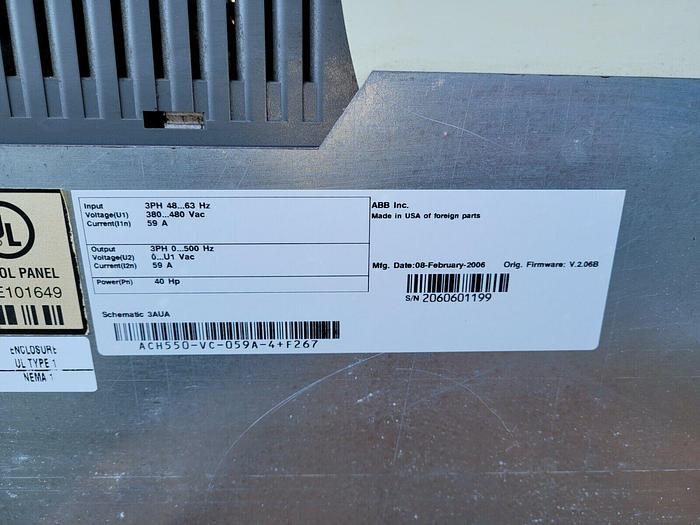 Input 3PH 48...63 Hz
Voltage(U1) 380...480 Vac
Current(I1n) 59 A
Output 3PH 0...500 Hz
Voltage(U2) 0...U1 Vac
Current(I2n) 59 A
Power(Pn) 40 Hp
Schematic 3AUA
ACH550-VC-059A-4+F267
ABB Inc.
Made in USA of foreign parts
Mfg. Date:08-February-2006 Orig. Firmware: V.2.06B
S/N 2060601199
UL
OL PANEL
E101649
ENCLOSURE
UL TYPE 1
NEMA 1